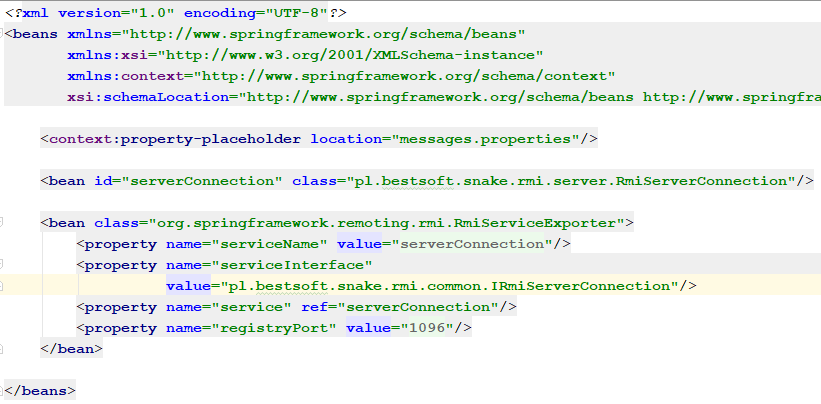 <?xml version="1.0" encoding="UTF-8"?>
<beans xmlns="http://www.springframework.org/schema/beans"
xmlns:xsi="http://www.w3.org/2001/XMLSchema-instance"
xmlns:context="http://www.springframework.org/schema/context"
xsi:schemaLocation="http://www.springframework.org/schema/beans http://www.springfra
<context:property-placeholder location="messages.properties"/>
<bean id="serverConnection" class="pl.bestsoft.snake.rmi.server.RmiServerConnection"/>
<bean class="org.springframework.remoting.rmi.RmiServiceExporter">
<property name="serviceName" value="serverConnection"/>
<property name="serviceInterface"
value="pl.bestsoft.snake.rmi.common.IRmiServerConnection"/>
<property name="service" ref="serverConnection"/>
<property name="registryPort" value="1096"/>
</bean>
</beans>